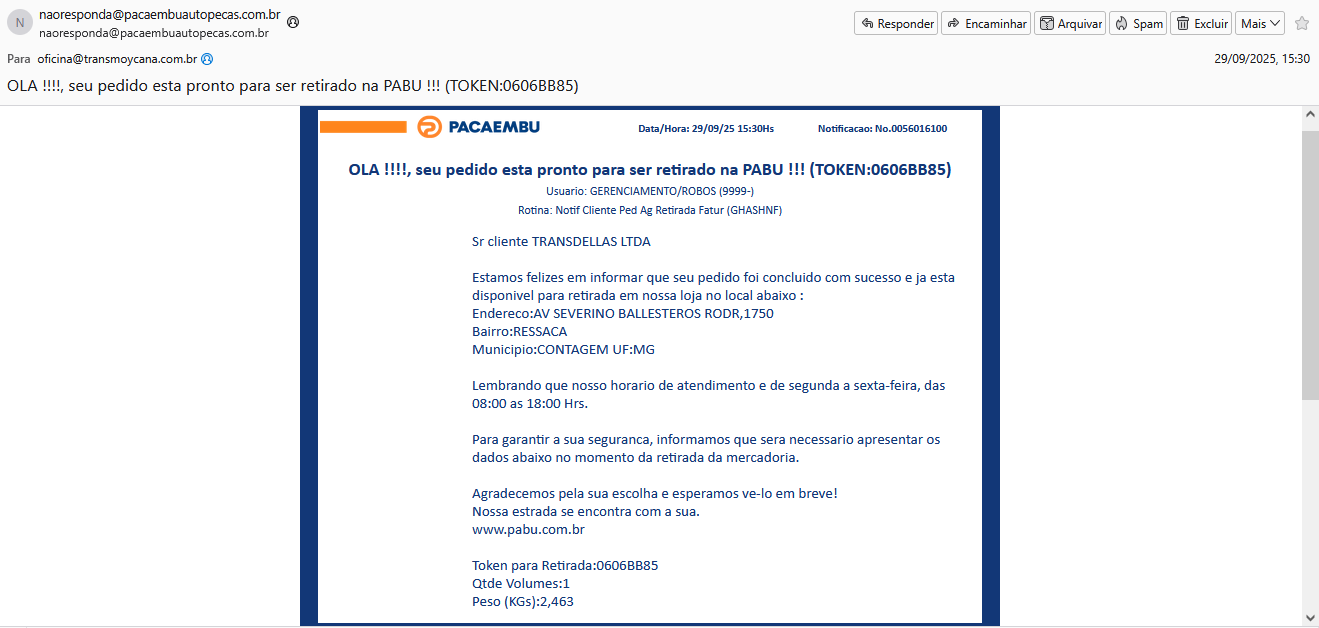 N
naoresponda@pacaembuautopecas.com.br
naoresponda@pacaembuautopecas.com.br
Responder Encaminhar Arquivar Spam Excluir Mais
Para oficina@transmoycana.com.br
29/09/2025, 15:30
OLA !!!!, seu pedido esta pronto para ser retirado na PABU !!! (TOKEN:0606BB85)
PACAEMBU
Data/Hora: 29/09/25 15:30Hs
Notificacao: No.0056016100
OLA !!!!, seu pedido esta pronto para ser retirado na PABU !!! (TOKEN:0606BB85)
Usuario: GERENCIAMENTO/ROBOS (9999-)
Rotina: Notif Cliente Ped Ag Retirada Fatur (GHASHNF)
Sr cliente TRANSDELLAS LTDA
Estamos felizes em informar que seu pedido foi concluido com sucesso e ja esta
disponivel para retirada em nossa loja no local abaixo :
Endereco:AV SEVERINO BALLESTEROS RODR,1750
Bairro:RESSACA
Municipio:CONTAGEM UF:MG
Lembrando que nosso horario de atendimento e de segunda a sexta-feira, das
08:00 as 18:00 Hrs.
Para garantir a sua seguranca, informamos que sera necessario apresentar os
dados abaixo no momento da retirada da mercadoria.
Agradecemos pela sua escolha e esperamos ve-lo em breve!
Nossa estrada se encontra com a sua.
www.pabu.com.br
Token para Retirada:0606BB85
Qtde Volumes:1
Peso (KGs):2,463